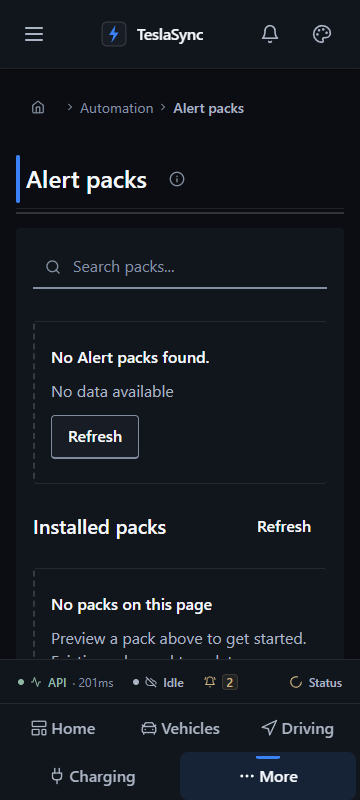 TeslaSync
Automation
Alert packs
Alert packs
Search packs...
No Alert packs found.
No data available
Refresh
Installed packs
Refresh
No packs on this page
Preview a pack above to get started.
API · 201ms
Idle
2
Status
Home
Vehicles
Driving
Charging
More